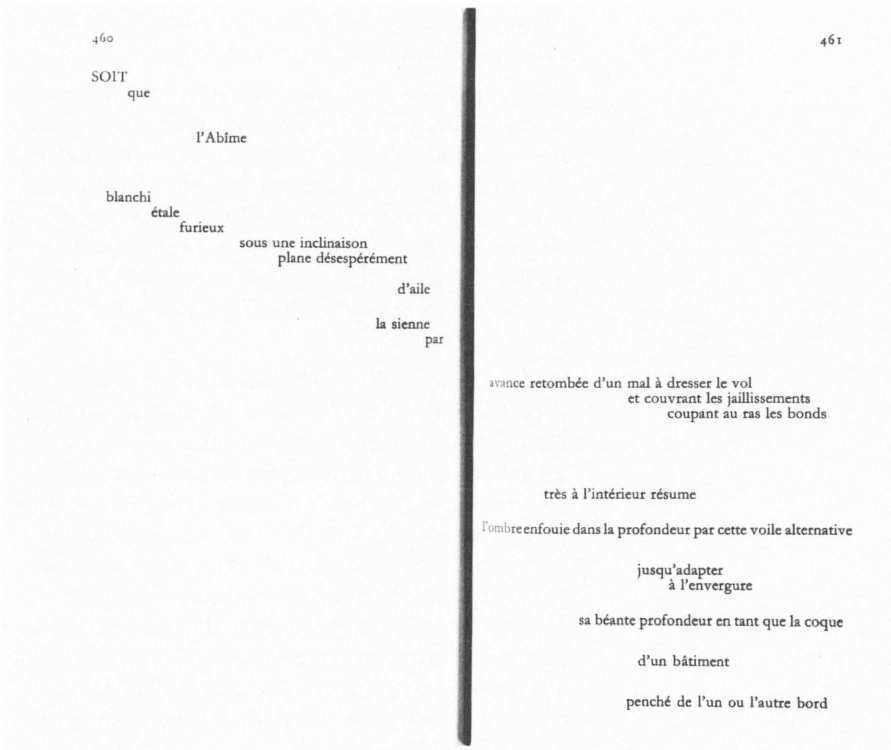 460
SOIT
que
l'Abîme
blanchi
étale
furieux
sous une inclinaison
plane désespérément
d'aile
la sienne
par
461
avance retombée d'un mal à dresser le vol
et couvrant les jaillissements
coupant au ras les bonds
très à l'intérieur résume
l'ombre enfouie dans la profondeur par cette voile alternative
jusqu'adapter
à l'envergure
sa béante profondeur en tant que la coque
d'un bâtiment
penché de l'un ou l'autre bord